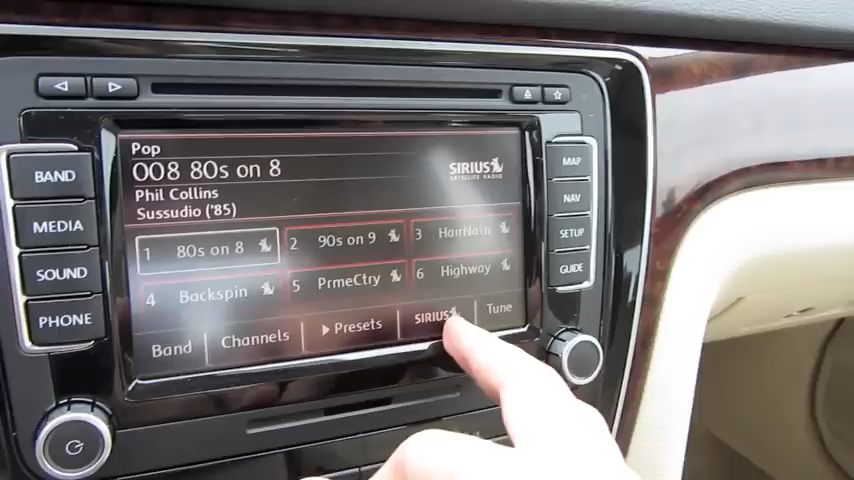 Pop
008 80s on 8
SIRIUS
SATELLITE RADIO
Phil Collins
Sussudio ('85)
1 80s on 8
2 90s on 9
3 HairNatn
4 Backspin
5 PrmeCtry
6 Highway
Band
Channels
Presets
SIRIUS
Tune
BAND
MEDIA
SOUND
PHONE
MAP
NAV
SETUP
GUIDE